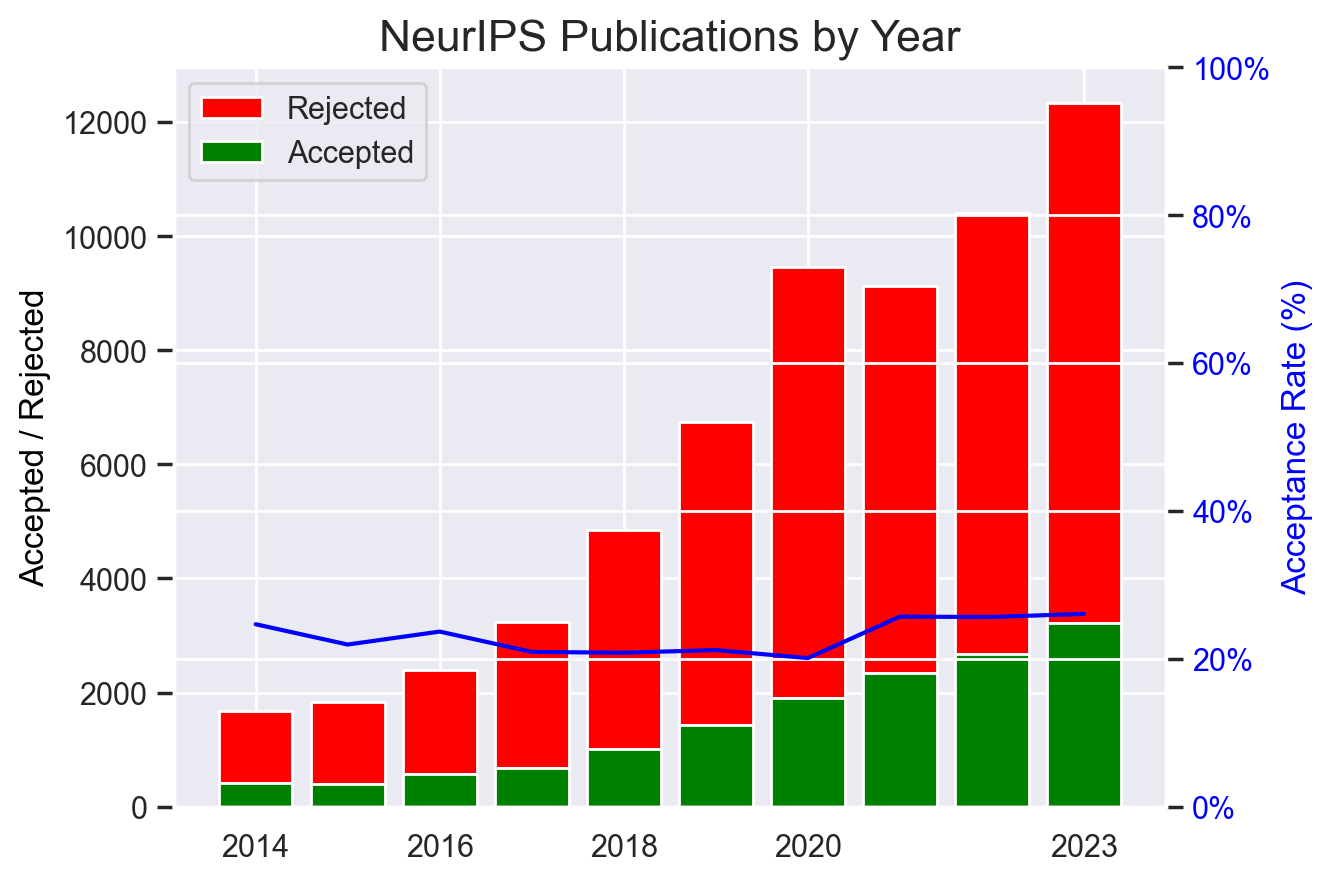 NeurIPS Publications by Year
Rejected
Accepted
Accepted / Rejected
12000
10000
8000
6000
4000
2000
0
100%
80%
60%
40%
20%
0%
Acceptance Rate (%)
2014 2016 2018 2020 2023